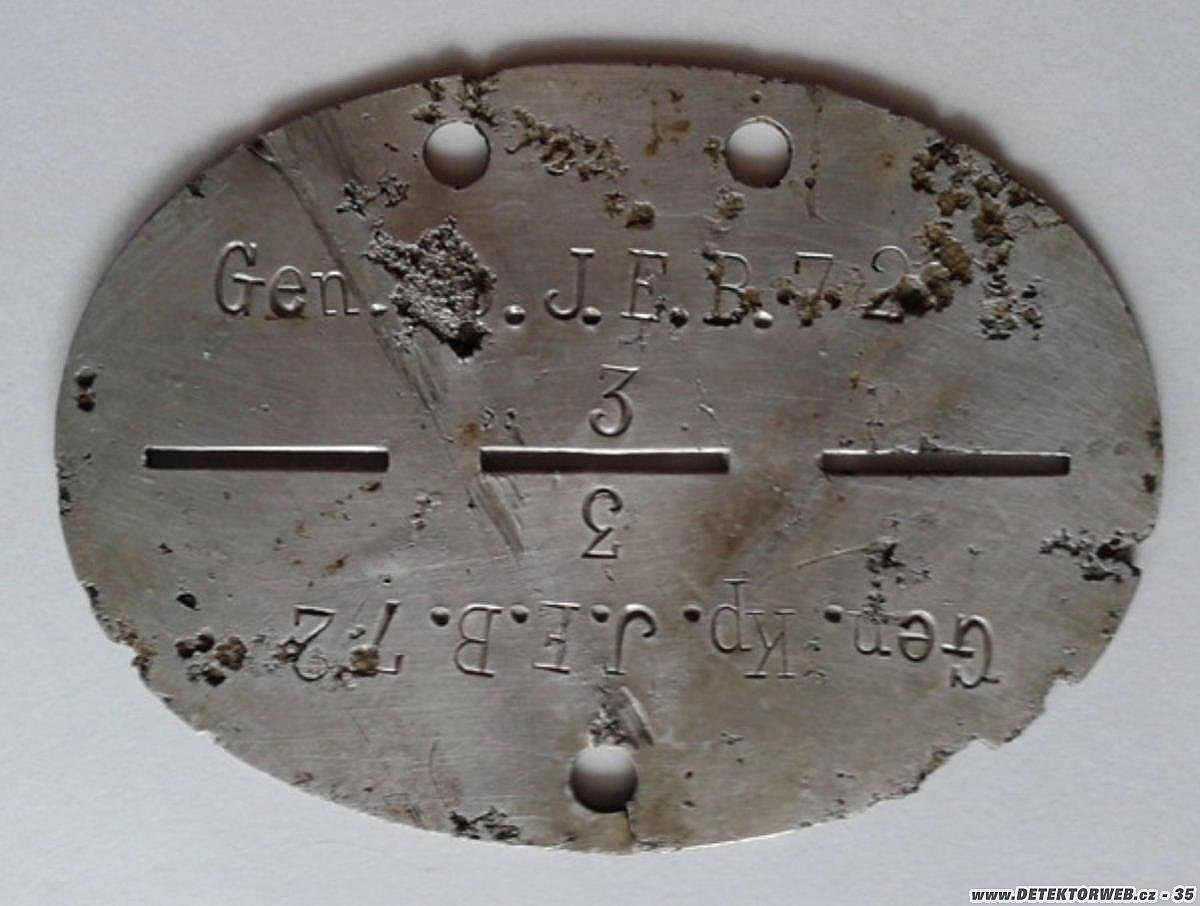 Gen. J.E.B.72
3
3
Gen.Kp.J.E.B.72
www.DETEKTORWEB.cz - 35